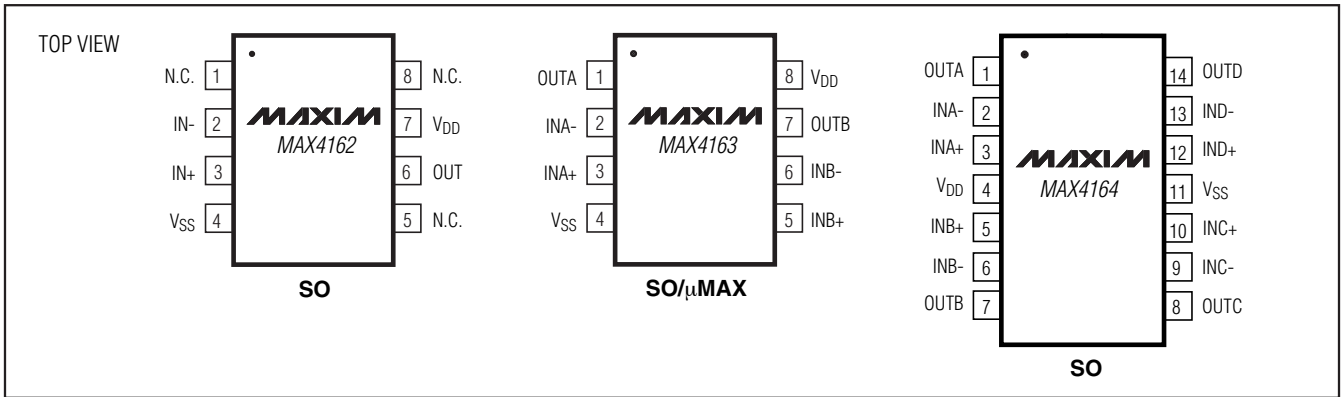 TOP VIEW
N.C. 1
IN- 2
IN+ 3
VSS 4
8 N.C.
7 VDD
6 OUT
5 N.C.
MAXIM
MAX4162
SO
OUTA 1
INA- 2
INA+ 3
VSS 4
8 VDD
7 OUTB
6 INB-
5 INB+
MAXIM
MAX4163
SO/μMAX
OUTA 1
INA- 2
INA+ 3
VDD 4
INB+ 5
INB- 6
OUTB 7
14 OUTD
13 IND-
12 IND+
11 VSS
10 INC+
9 INC-
8 OUTC
MAXIM
MAX4164
SO